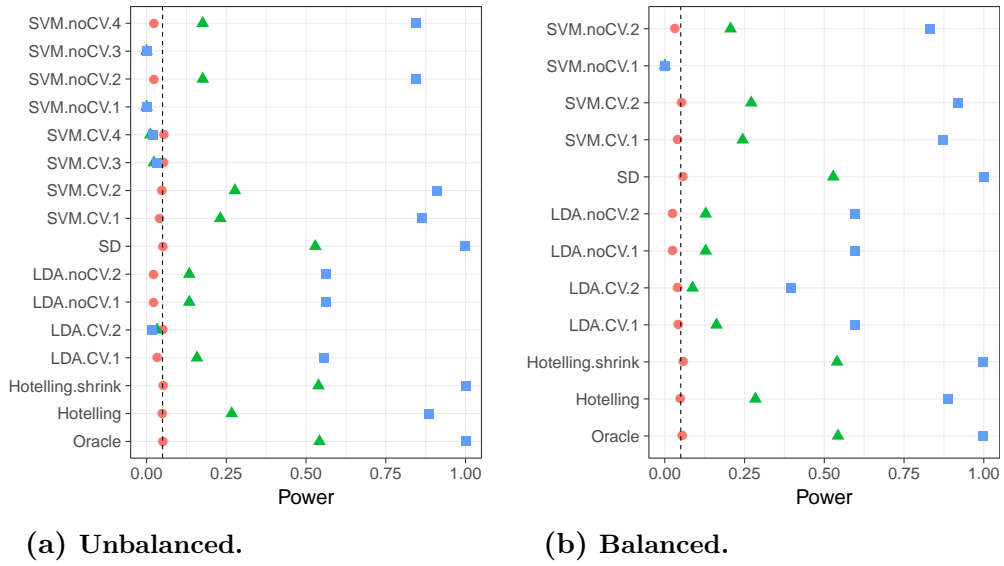 SVM.noCV.4
SVM.noCV.3
SVM.noCV.2
SVM.noCV.1
SVM.CV.4
SVM.CV.3
SVM.CV.2
SVM.CV.1
SD
LDA.noCV.2
LDA.noCV.1
LDA.CV.2
LDA.CV.1
Hotelling.shrink
Hotelling
Oracle
0.00 0.25 0.50 0.75 1.00
Power
(a) Unbalanced.
SVM.noCV.2
SVM.noCV.1
SVM.CV.2
SVM.CV.1
SD
LDA.noCV.2
LDA.noCV.1
LDA.CV.2
LDA.CV.1
Hotelling.shrink
Hotelling
Oracle
0.00 0.25 0.50 0.75 1.00
Power
(b) Balanced.